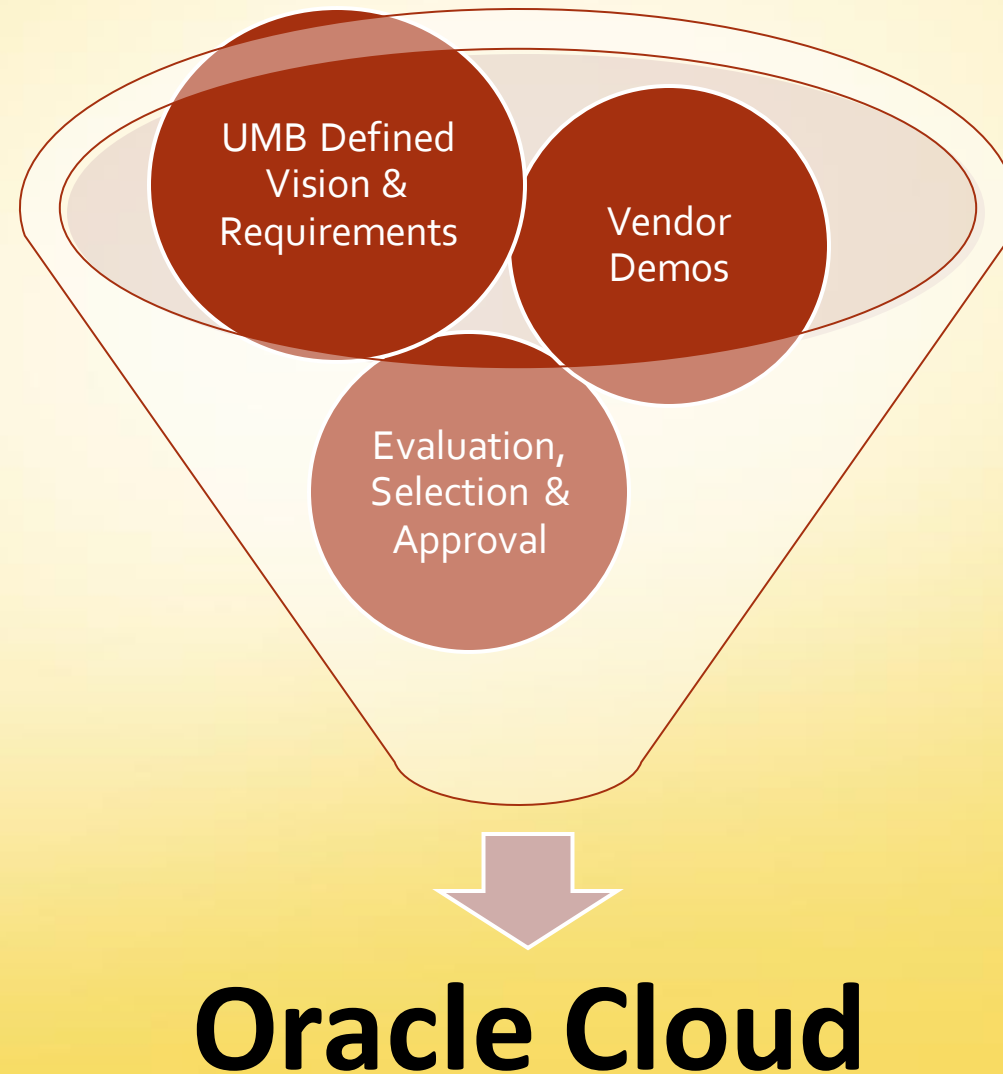 UMB Defined
Vision &
Requirements
Vendor
Demos
Evaluation,
Selection &
Approval
Oracle Cloud